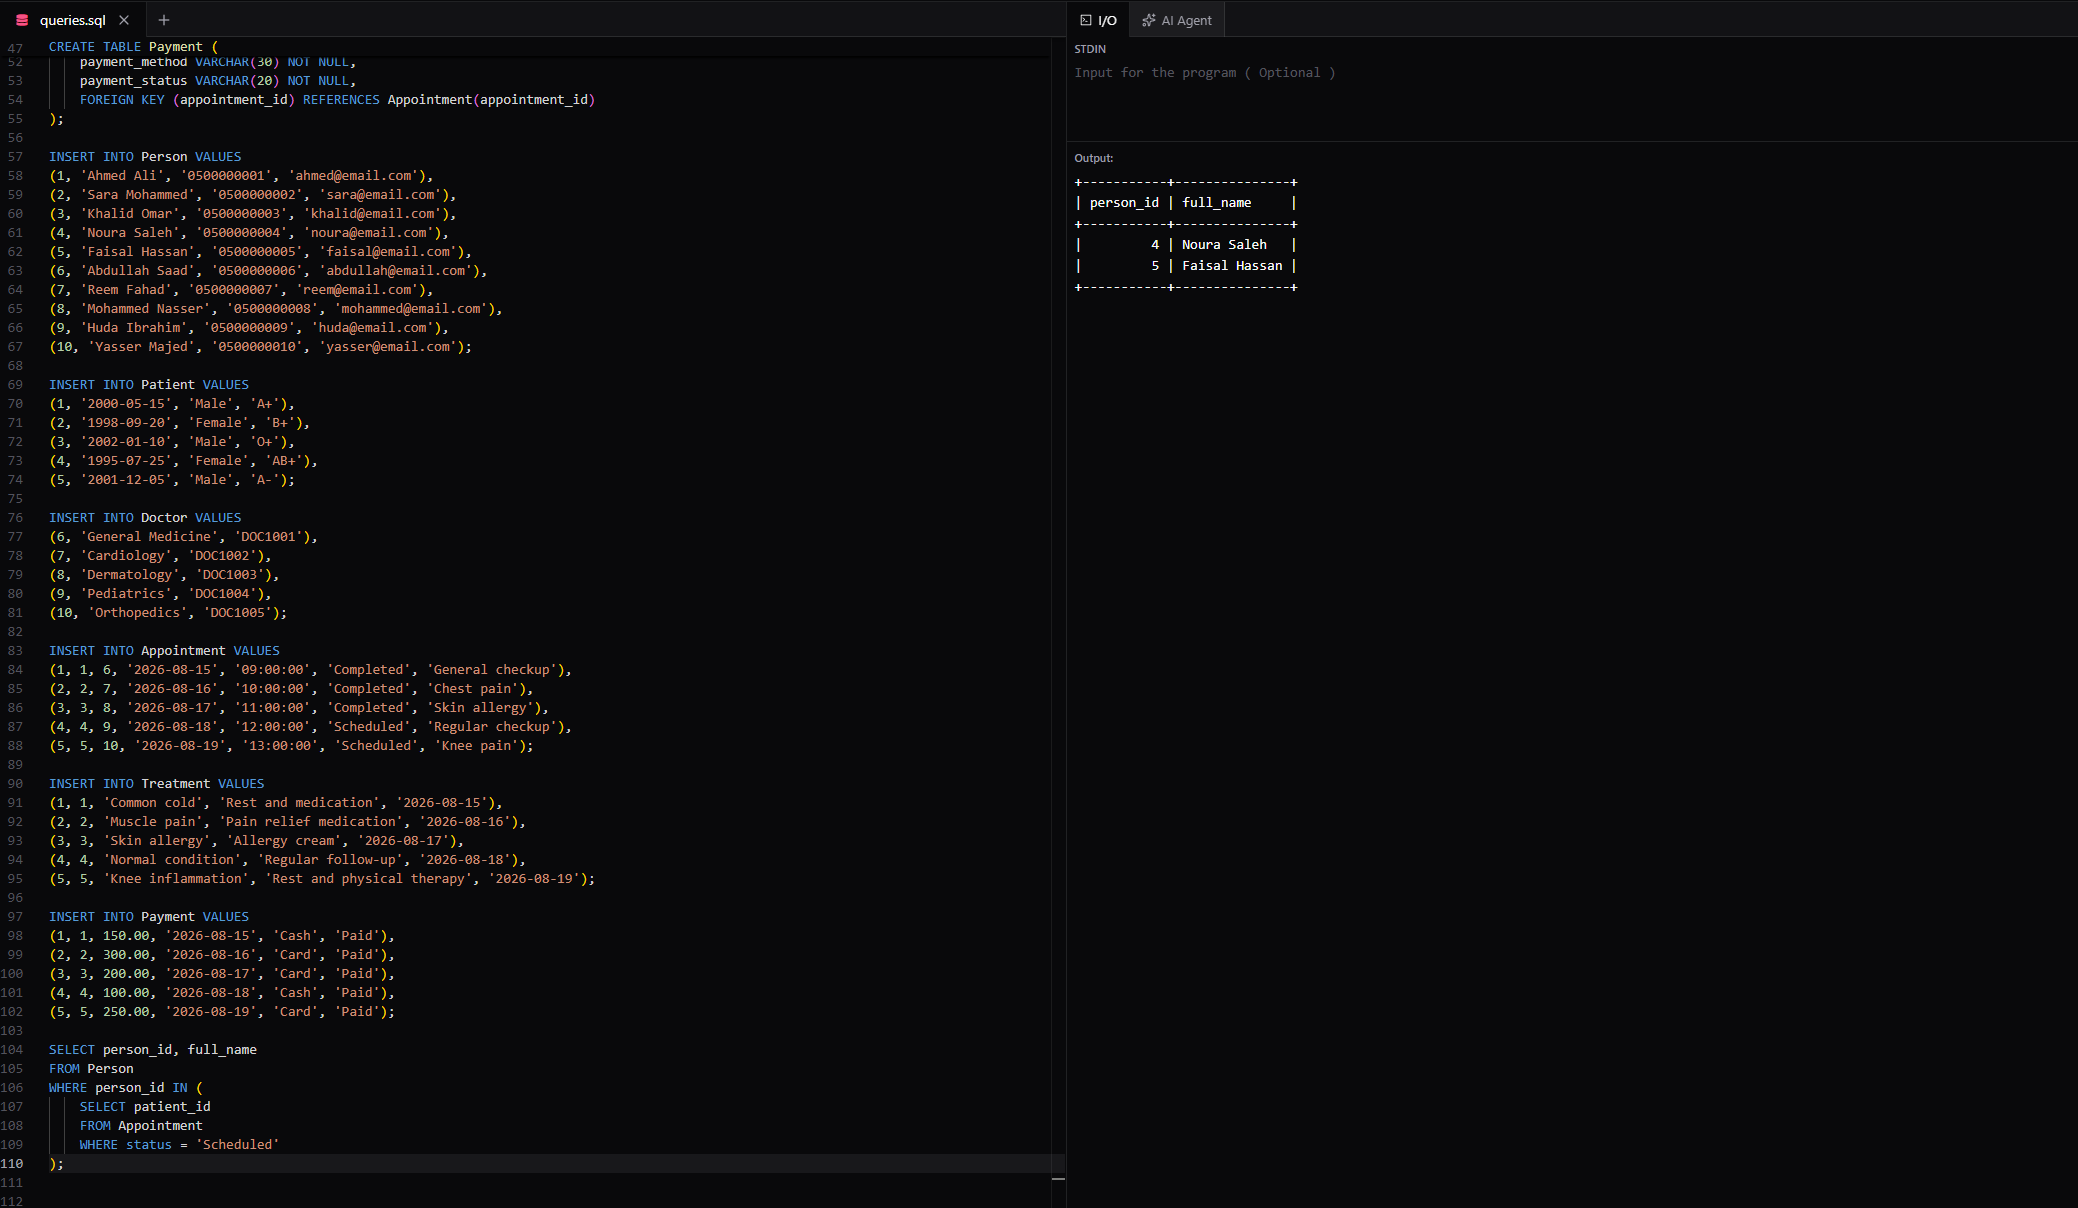 queries.sql
47 CREATE TABLE Payment (
52 payment_method VARCHAR(30) NOT NULL,
53 payment_status VARCHAR(20) NOT NULL,
54 FOREIGN KEY (appointment_id) REFERENCES Appointment(appointment_id)
55 );
56
57 INSERT INTO Person VALUES
58 (1, 'Ahmed Ali', '0500000001', 'ahmed@email.com'),
59 (2, 'Sara Mohammed', '0500000002', 'sara@email.com'),
60 (3, 'Khalid Omar', '0500000003', 'khalid@email.com'),
61 (4, 'Noura Saleh', '0500000004', 'noura@email.com'),
62 (5, 'Faisal Hassan', '0500000005', 'faisal@email.com'),
63 (6, 'Abdullah Saad', '0500000006', 'abdullah@email.com'),
64 (7, 'Reem Fahad', '0500000007', 'reem@email.com'),
65 (8, 'Mohammed Nasser', '0500000008', 'mohammed@email.com'),
66 (9, 'Huda Ibrahim', '0500000009', 'huda@email.com'),
67 (10, 'Yasser Majed', '0500000010', 'yasser@email.com');
68
69 INSERT INTO Patient VALUES
70 (1, '2000-05-15', 'Male', 'A+'),
71 (2, '1998-09-20', 'Female', 'B+'),
72 (3, '2002-01-10', 'Male', 'O+'),
73 (4, '1995-07-25', 'Female', 'AB+'),
74 (5, '2001-12-05', 'Male', 'A-');
75
76 INSERT INTO Doctor VALUES
77 (6, 'General Medicine', 'DOC1001'),
78 (7, 'Cardiology', 'DOC1002'),
79 (8, 'Dermatology', 'DOC1003'),
80 (9, 'Pediatrics', 'DOC1004'),
81 (10, 'Orthopedics', 'DOC1005');
82
83 INSERT INTO Appointment VALUES
84 (1, 1, 6, '2026-08-15', '09:00:00', 'Completed', 'General checkup'),
85 (2, 2, 7, '2026-08-16', '10:00:00', 'Completed', 'Chest pain'),
86 (3, 3, 8, '2026-08-17', '11:00:00', 'Completed', 'Skin allergy'),
87 (4, 4, 9, '2026-08-18', '12:00:00', 'Scheduled', 'Regular checkup'),
88 (5, 5, 10, '2026-08-19', '13:00:00', 'Scheduled', 'Knee pain');
89
90 INSERT INTO Treatment VALUES
91 (1, 1, 'Common cold', 'Rest and medication', '2026-08-15'),
92 (2, 2, 'Muscle pain', 'Pain relief medication', '2026-08-16'),
93 (3, 3, 'Skin allergy', 'Allergy cream', '2026-08-17'),
94 (4, 4, 'Normal condition', 'Regular follow-up', '2026-08-18'),
95 (5, 5, 'Knee inflammation', 'Rest and physical therapy', '2026-08-19');
96
97 INSERT INTO Payment VALUES
98 (1, 1, 150.00, '2026-08-15', 'Cash', 'Paid'),
99 (2, 2, 300.00, '2026-08-16', 'Card', 'Paid'),
100 (3, 3, 200.00, '2026-08-17', 'Card', 'Paid'),
101 (4, 4, 100.00, '2026-08-18', 'Cash', 'Paid'),
102 (5, 5, 250.00, '2026-08-19', 'Card', 'Paid');
103
104 SELECT person_id, full_name
105 FROM Person
106 WHERE person_id IN (
107 SELECT patient_id
108 FROM Appointment
109 WHERE status = 'Scheduled'
110 );
111
112
I/O AI Agent
STDIN
Input for the program ( Optional )
Output:
+-----------+---------------+
| person_id | full_name     |
+-----------+---------------+
|         4 | Noura Saleh   |
|         5 | Faisal Hassan |
+-----------+---------------+